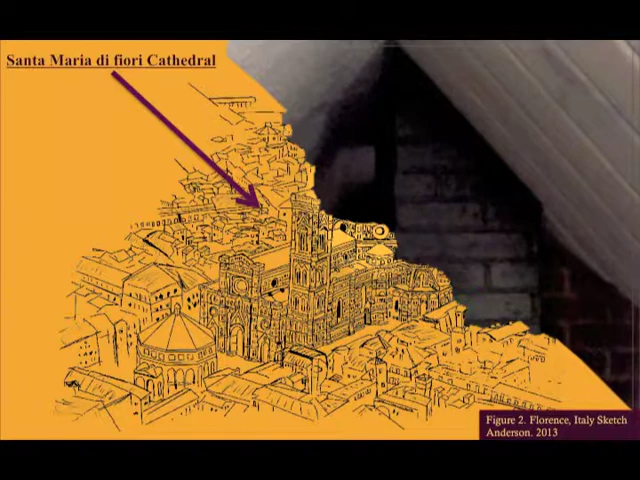 Santa Maria di fiori Cathedral
Figure 2. Florence, Italy Sketch
Anderson. 2013